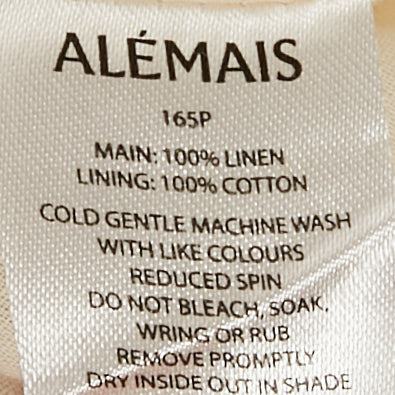 ALÉMAIS
165P
MAIN: 100% LINEN
LINING: 100% COTTON
COLD GENTLE MACHINE WASH
WITH LIKE COLOURS
REDUCED SPIN
DO NOT BLEACH, SOAK,
WRING OR RUB
REMOVE PROMPTLY
DRY INSIDE OUT IN SHADE